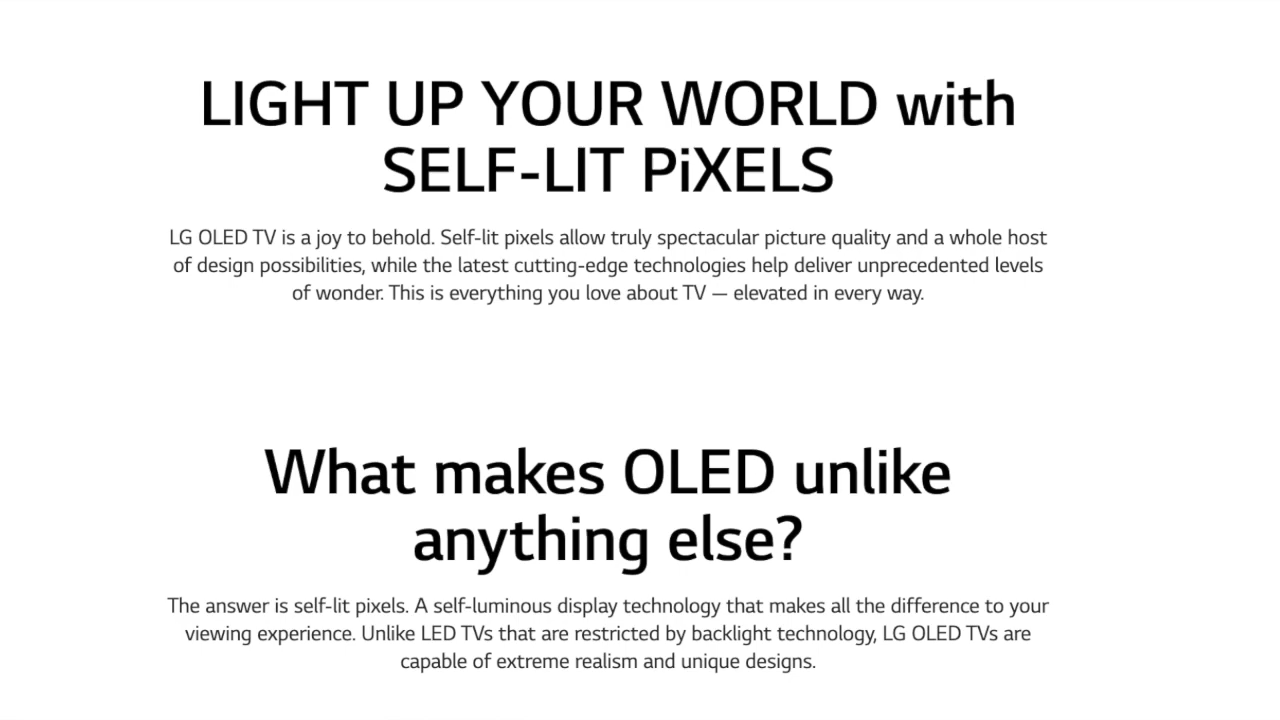 LIGHT UP YOUR WORLD with
SELF-LIT PiXELS
LG OLED TV is a joy to behold. Self-lit pixels allow truly spectacular picture quality and a whole host
of design possibilities, while the latest cutting-edge technologies help deliver unprecedented levels
of wonder. This is everything you love about TV — elevated in every way.
What makes OLED unlike
anything else?
The answer is self-lit pixels. A self-luminous display technology that makes all the difference to your
viewing experience. Unlike LED TVs that are restricted by backlight technology, LG OLED TVs are
capable of extreme realism and unique designs.